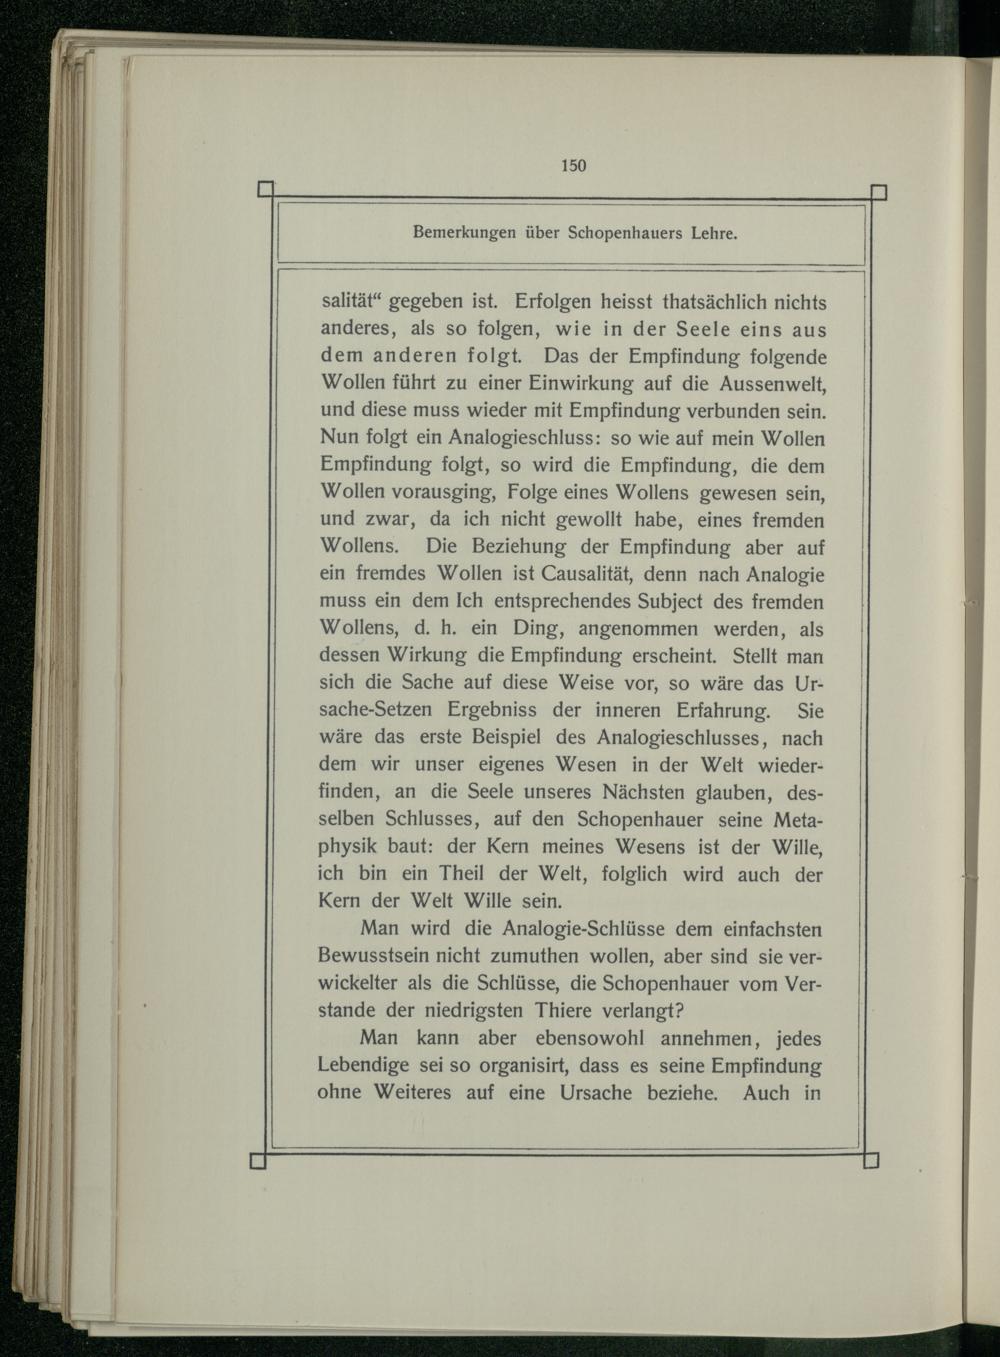 150
Bemerkungen über Schopenhauers Lehre.
salität“ gegeben ist. Erfolgen heisst thatsächlich nichts
anderes, als so folgen, wie in der Seele eins aus
dem anderen folgt. Das der Empfindung folgende
Wollen führt zu einer Einwirkung auf die Aussenwelt,
und diese muss wieder mit Empfindung verbunden sein.
Nun folgt ein Analogieschluss: so wie auf mein Wollen
Empfindung folgt, so wird die Empfindung, die dem
Wollen vorausging, Folge eines Wollens gewesen sein,
und zwar, da ich nicht gewollt habe, eines fremden
Wollens. Die Beziehung der Empfindung aber auf
ein fremdes Wollen ist Causalität, denn nach Analogie
muss ein dem Ich entsprechendes Subject des fremden
Wollens, d. h. ein Ding, angenommen werden, als
dessen Wirkung die Empfindung erscheint. Stellt man
sich die Sache auf diese Weise vor, so wäre das Ur-
sache-Setzen Ergebniss der inneren Erfahrung. Sie
wäre das erste Beispiel des Analogieschlusses, nach
dem wir unser eigenes Wesen in der Welt wieder-
finden, an die Seele unseres Nächsten glauben, des-
selben Schlusses, auf den Schopenhauer seine Meta-
physik baut: der Kern meines Wesens ist der Wille,
ich bin ein Theil der Welt, folglich wird auch der
Kern der Welt Wille sein.
Man wird die Analogie-Schlüsse dem einfachsten
Bewusstsein nicht zumuthen wollen, aber sind sie ver-
wickelter als die Schlüsse, die Schopenhauer vom Ver-
stande der niedrigsten Thiere verlangt?
Man kann aber ebensowohl annehmen, jedes
Lebendige sei so organisirt, dass es seine Empfindung
ohne Weiteres auf eine Ursache beziehe. Auch in